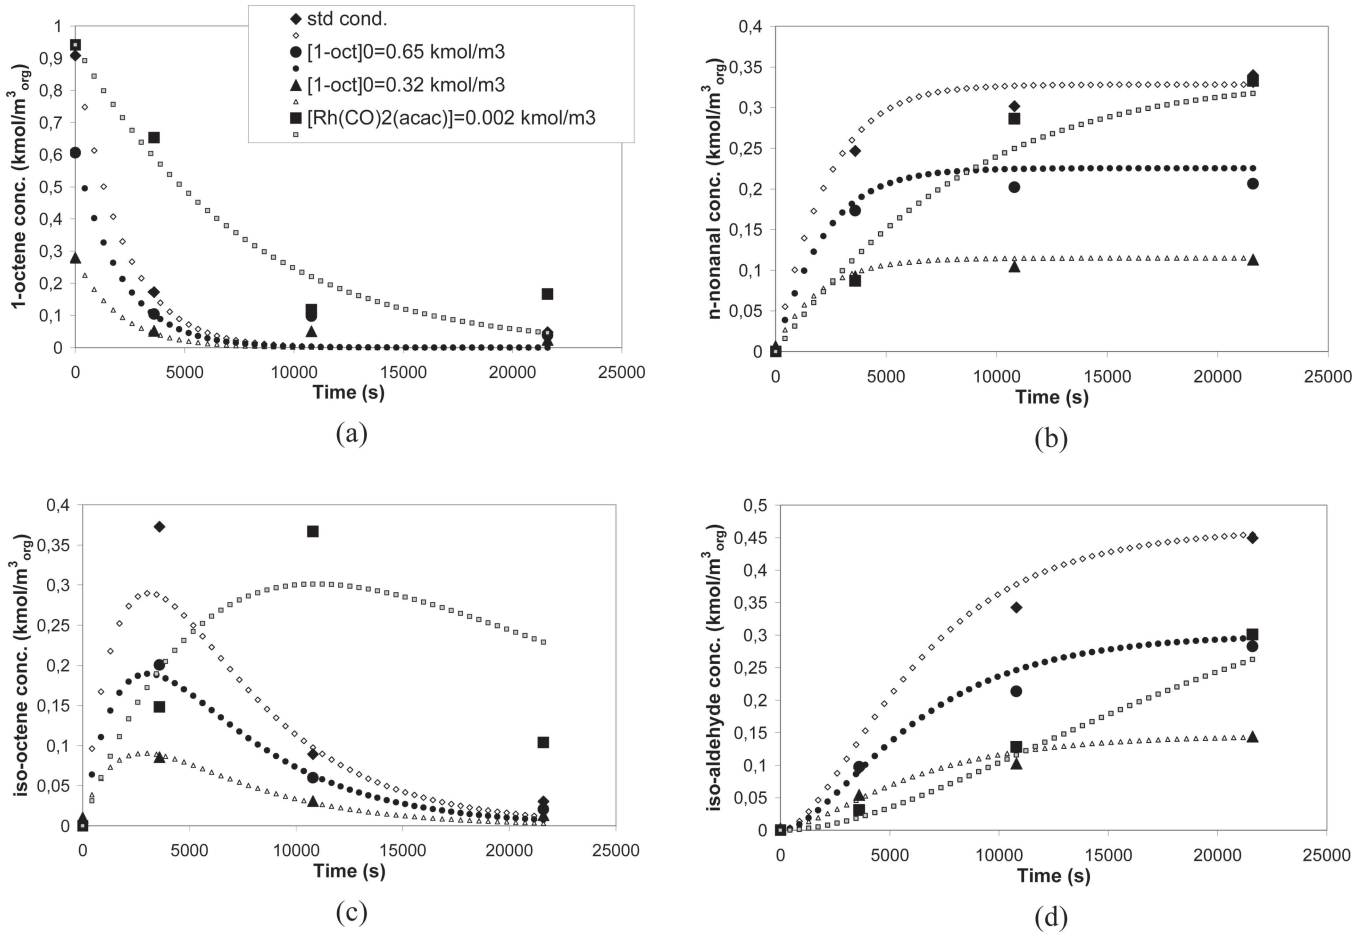 std cond.
[1-oct]0=0.65 kmol/m3
[1-oct]0=0.32 kmol/m3
[Rh(CO)2(acac)]=0.002 kmol/m3
1-octene conc. (kmol/m³org)
1
0,9
0,8
0,7
0,6
0,5
0,4
0,3
0,2
0,1
0
0 5000 10000 15000 20000 25000
Time (s)
(a)
n-nonanal conc. (kmol/m³org)
0,4
0,35
0,3
0,25
0,2
0,15
0,1
0,05
0
0 5000 10000 15000 20000 25000
Time (s)
(b)
iso-octene conc. (kmol/m³org)
0,4
0,35
0,3
0,25
0,2
0,15
0,1
0,05
0
0 5000 10000 15000 20000 25000
Time (s)
(c)
iso-aldehyde conc. (kmol/m³org)
0,5
0,45
0,4
0,35
0,3
0,25
0,2
0,15
0,1
0,05
0
0 5000 10000 15000 20000 25000
Time (s)
(d)